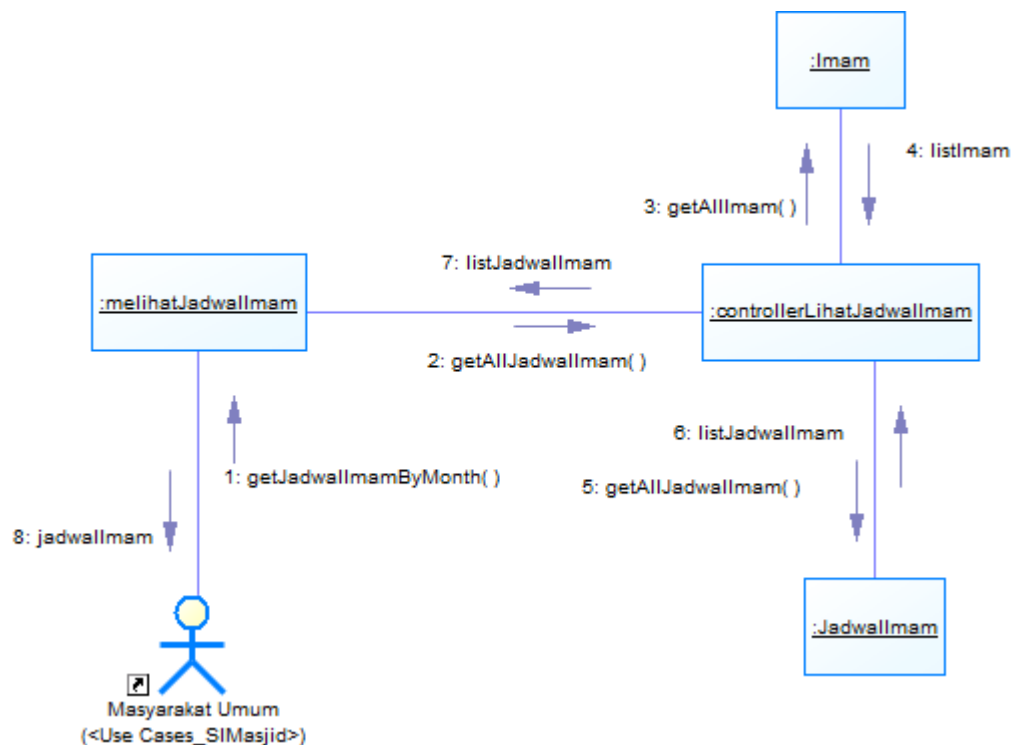 :Imam
4: listImam
3: getAllImam( )
7: listJadwalImam
:melihatJadwalImam
:controllerLihatJadwalImam
2: getAllJadwalImam( )
6: listJadwalImam
1: getJadwalImamByMonth( )
5: getAllJadwalImam( )
8: jadwalImam
:JadwalImam
Masyarakat Umum
(<Use Cases_SIMasjid>)